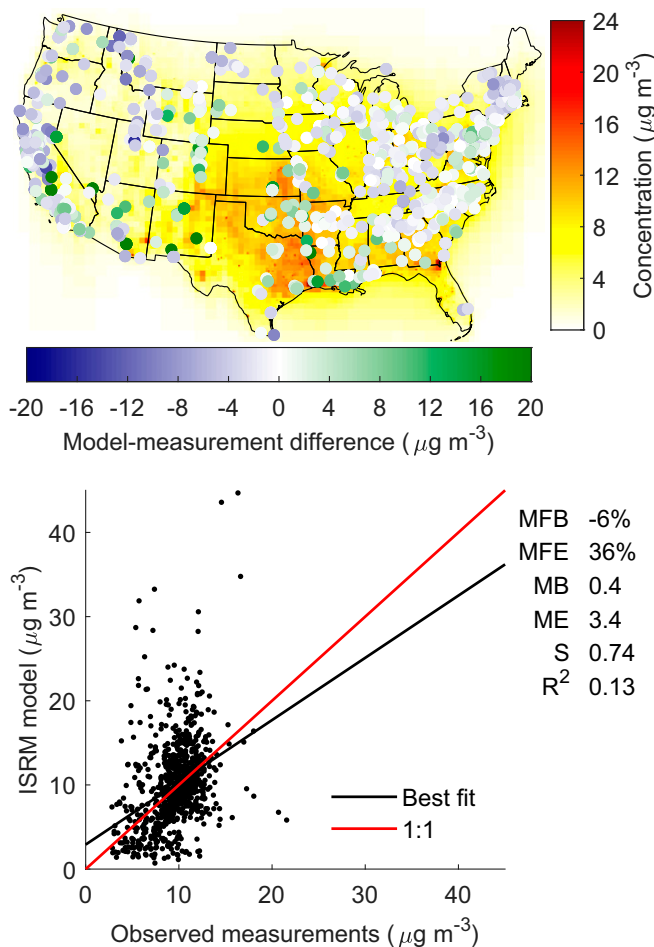 24
20
16
12
8
4
0
Concentration (μg m-3)
-20 -16 -12 -8 -4 0 4 8 12 16 20
Model-measurement difference (μg m-3)
40
30
20
10
0
ISRM model (μg m-3)
0 10 20 30 40
Observed measurements (μg m-3)
Best fit
1:1
MFB -6%
MFE 36%
MB 0.4
ME 3.4
S 0.74
R2 0.13